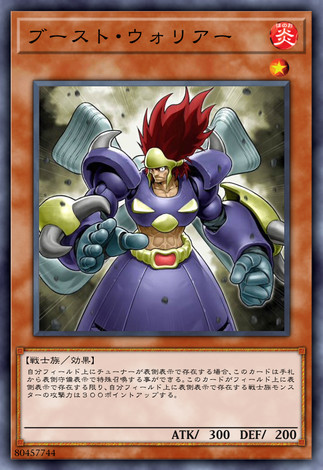 ブースト・ウォリアー
炎
【戦士族／効果】
自分フィールド上にチューナーが表側表示で存在する場合、このカードは手札
から表側守備表示で特殊召喚する事ができる。このカードがフィールド上に表
側表示で存在する限り、自分フィールド上に表側表示で存在する戦士族モンス
ターの攻撃力は３００ポイントアップする。
ATK/ 300 DEF/ 200
80457744